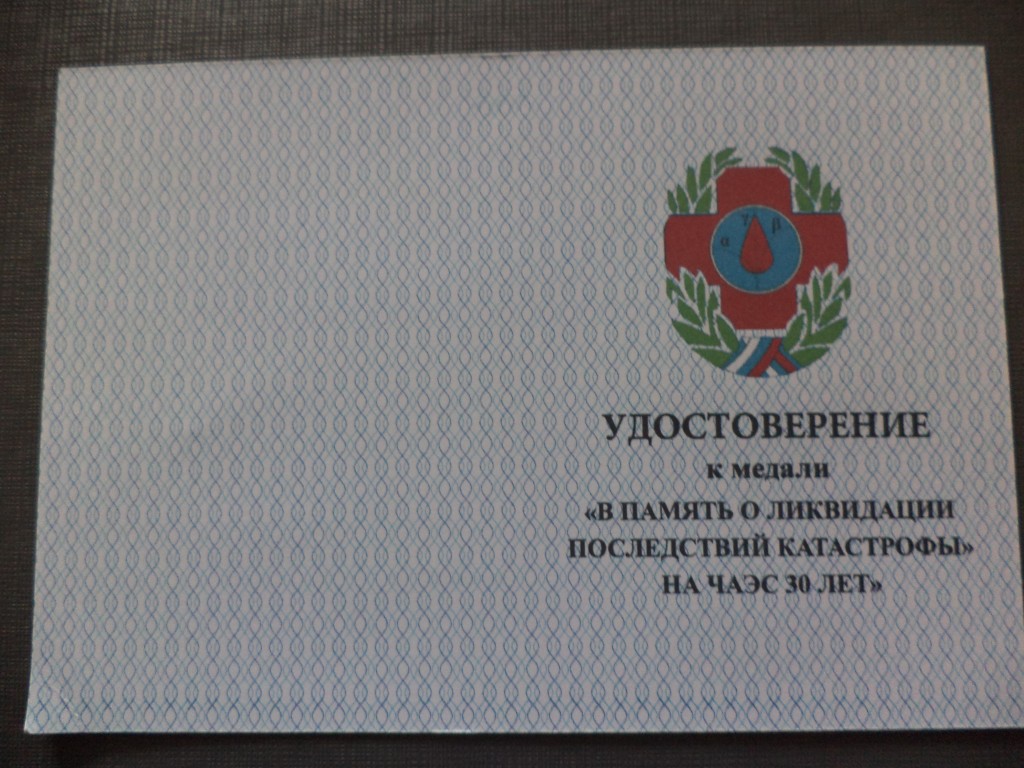 γ
α β
УДОСТОВЕРЕНИЕ
к медали
«В ПАМЯТЬ О ЛИКВИДАЦИИ
ПОСЛЕДСТВИЙ КАТАСТРОФЫ»
НА ЧАЭС 30 ЛЕТ»